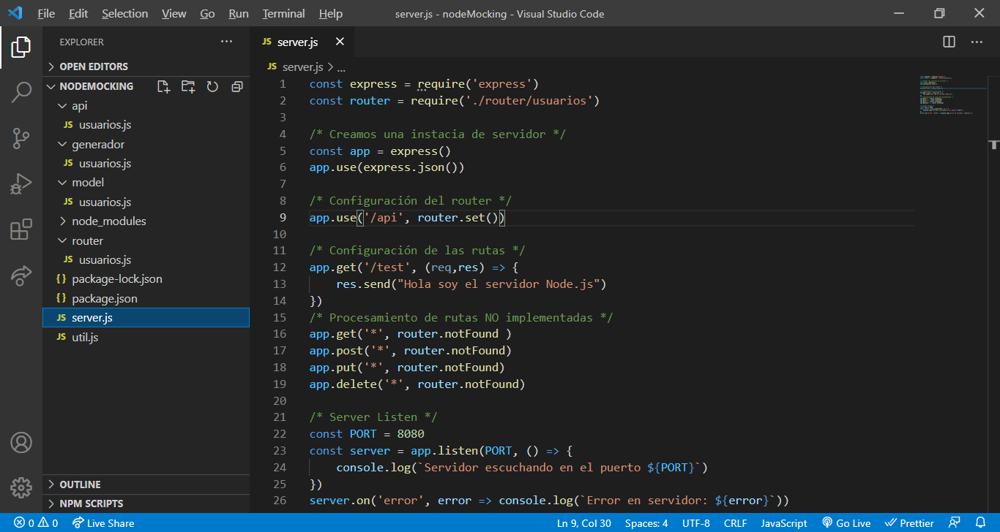 File Edit Selection View Go Run Terminal Help server.js - nodeMocking - Visual Studio Code
EXPLORER
OPEN EDITORS
NODEMOCKING
api
JS usuarios.js
generador
JS usuarios.js
model
JS usuarios.js
node_modules
router
JS usuarios.js
{} package-lock.json
{} package.json
JS server.js
JS util.js
OUTLINE
NPM SCRIPTS
JS server.js
JS server.js > ...
1 const express = require('express')
2 const router = require('./router/usuarios')
3
4 /* Creamos una instacia de servidor */
5 const app = express()
6 app.use(express.json())
7
8 /* Configuración del router */
9 app.use('/api', router.set())
10
11 /* Configuración de las rutas */
12 app.get('/test', (req,res) => {
13 res.send("Hola soy el servidor Node.js")
14 })
15 /* Procesamiento de rutas NO implementadas */
16 app.get('*', router.notFound )
17 app.post('*', router.notFound)
18 app.put('*', router.notFound)
19 app.delete('*', router.notFound)
20
21 /* Server Listen */
22 const PORT = 8080
23 const server = app.listen(PORT, () => {
24 console.log(`Servidor escuchando en el puerto ${PORT}`)
25 })
26 server.on('error', error => console.log(`Error en servidor: ${error}`))
0 0 Live Share Ln 9, Col 30 Spaces: 4 UTF-8 CRLF JavaScript Go Live Prettier